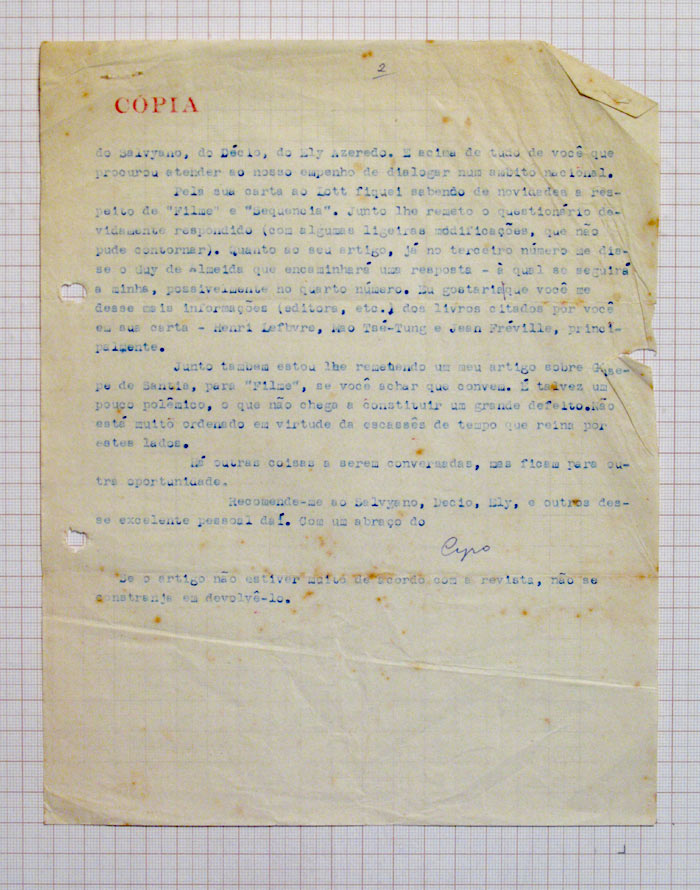 2
CÓPIA
do Salvyano, do Décio, do Ely Azeredo. E acima de tudo de você que
procurou atender ao nosso empenho de dialogar num ambito nacional.
Pela sua carta ao Lott fiquei sabendo de novidades a res-
peito de "Filme" e "Sequencia". Junto lhe remeto o questionário de-
vidamente respondido (com algumas ligeiras modificações, que não
pude contornar). Quanto ao seu artigo, já no terceiro número me dis-
se o Guy de Almeida que encaminhará uma resposta - à qual se seguirá
a minha, possivelmente no quarto número. Eu gostaria que você me
desse mais informações (editora, etc.) dos livros citados por você
em sua carta - Henri Lefbvre, Mao Tsé-Tung e Jean Fréville, princi-
palmente.
Junto tambem estou lhe remetendo um meu artigo sobre
pe de Santis, para "Filme", se você achar que convem. É talvez um
pouco polêmico, o que não chega a constituir um grande defeito.Não
está muito ordenado em virtude da escassês de tempo que reina por
estes lados.
Há outras coisas a serem conversadas, mas ficam para ou-
tra oportunidade.
Recomende-me ao Salvyano, Decio, Ely, e outros des-
se excelente pessoal daí. Com um abraço do
Cyro
Se o artigo não estiver muito de acordo com a revista, não se
constranja em devolvê-lo.